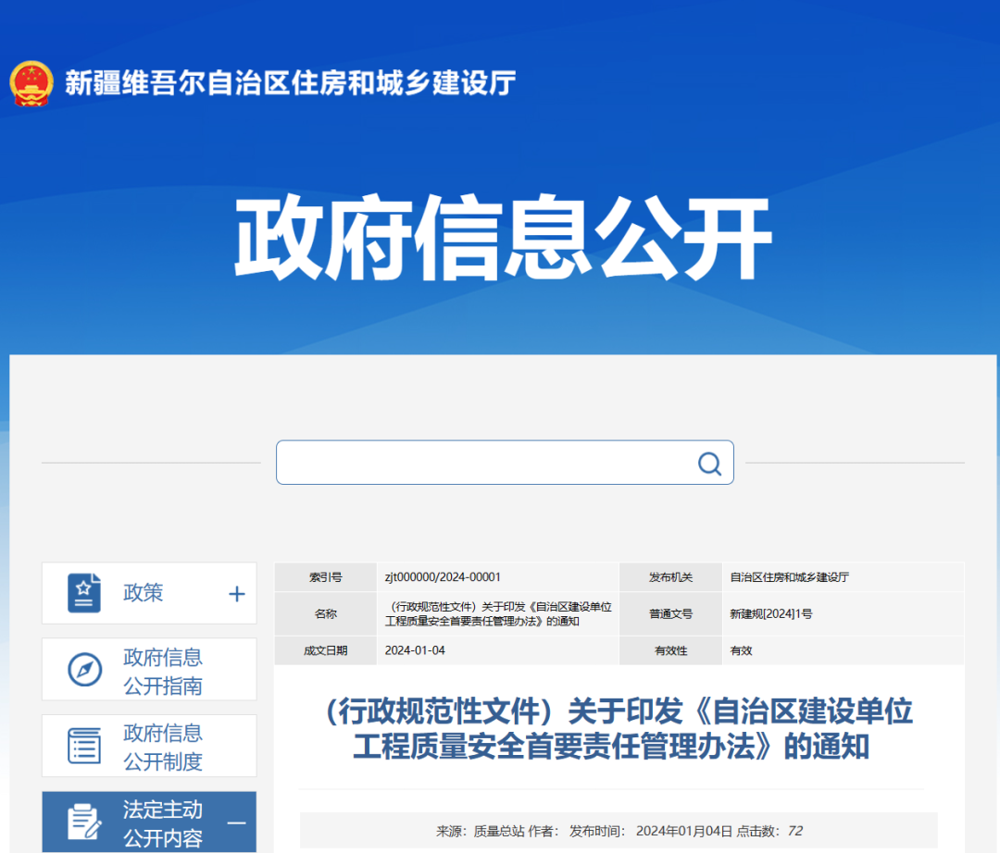 新疆维吾尔自治区住房和城乡建设厅
政府信息公开
政策
政府信息
公开指南
政府信息
公开制度
法定主动
公开内容
索引号 zjt000000/2024-00001 发布机关 自治区住房和城乡建设厅
名称 （行政规范性文件）关于印发《自治区建设单位
工程质量安全首要责任管理办法》的通知 普通文号 新建规[2024]1号
成文日期 2024-01-04 有效性 有效
（行政规范性文件）关于印发《自治区建设单位
工程质量安全首要责任管理办法》的通知
来源：质量总站 作者： 发布时间： 2024年01月04日 点击数：72